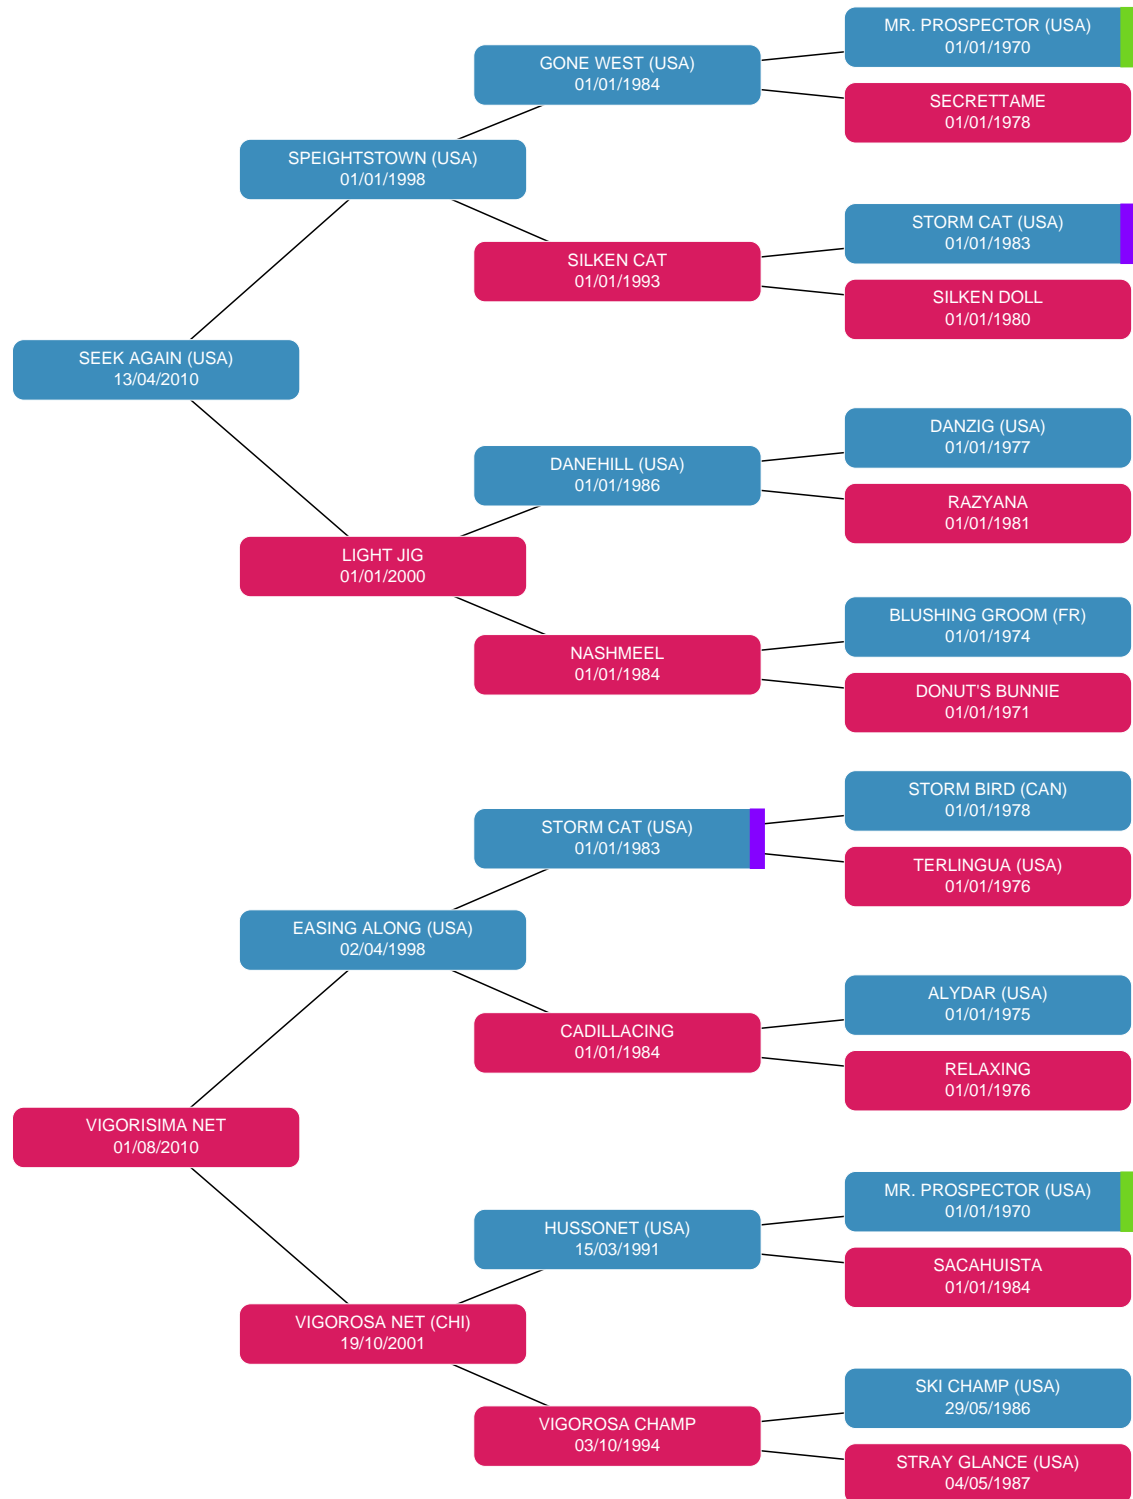 MR. PROSPECTOR (USA)
01/01/1970
GONE WEST (USA)
01/01/1984
SECRETTAME
01/01/1978
SPEIGHTSTOWN (USA)
01/01/1998
STORM CAT (USA)
01/01/1983
SILKEN CAT
01/01/1993
SILKEN DOLL
01/01/1980
SEEK AGAIN (USA)
13/04/2010
DANZIG (USA)
01/01/1977
DANEHILL (USA)
01/01/1986
RAZYANA
01/01/1981
LIGHT JIG
01/01/2000
BLUSHING GROOM (FR)
01/01/1974
NASHMEEL
01/01/1984
DONUT'S BUNNIE
01/01/1971
STORM BIRD (CAN)
01/01/1978
STORM CAT (USA)
01/01/1983
TERLINGUA (USA)
01/01/1976
EASING ALONG (USA)
02/04/1998
ALYDAR (USA)
01/01/1975
CADILLACING
01/01/1984
RELAXING
01/01/1976
VIGORISIMA NET
01/08/2010
MR. PROSPECTOR (USA)
01/01/1970
HUSSONET (USA)
15/03/1991
SACAHUISTA
01/01/1984
VIGOROSA NET (CHI)
19/10/2001
SKI CHAMP (USA)
29/05/1986
VIGOROSA CHAMP
03/10/1994
STRAY GLANCE (USA)
04/05/1987